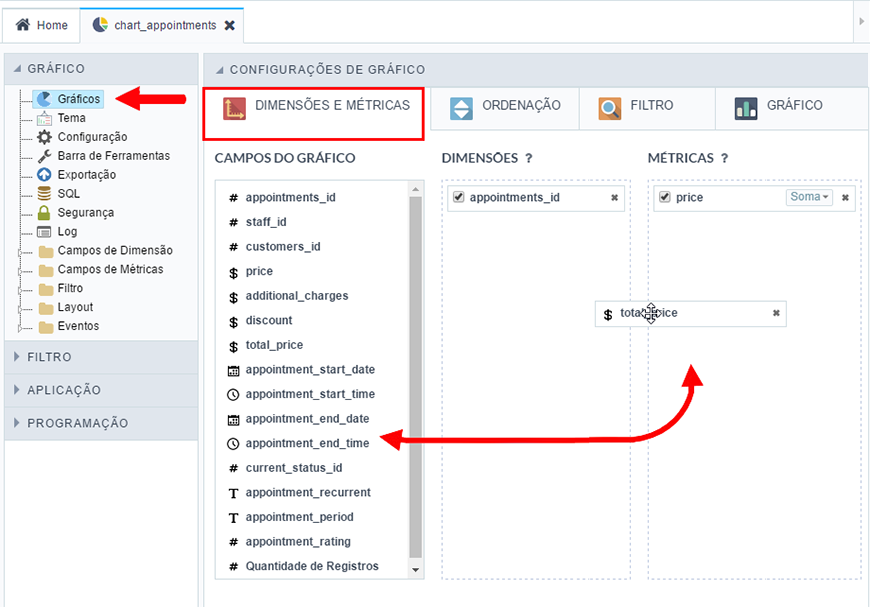 Home
chart_appointments
GRÁFICO
Gráficos
Tema
Configuração
Barra de Ferramentas
Exportação
SQL
Segurança
Log
Campos de Dimensão
Campos de Métricas
Filtro
Layout
Eventos
FILTRO
APLICAÇÃO
PROGRAMAÇÃO
CONFIGURAÇÕES DE GRÁFICO
DIMENSÕES E MÉTRICAS
ORDENAÇÃO
FILTRO
GRÁFICO
CAMPOS DO GRÁFICO
# appointments_id
# staff_id
# customers_id
$ price
$ additional_charges
$ discount
$ total_price
appointment_start_date
appointment_start_time
appointment_end_date
appointment_end_time
# current_status_id
T appointment_recurrent
T appointment_period
# appointment_rating
# Quantidade de Registros
DIMENSÕES ?
appointments_id
MÉTRICAS ?
price Soma
$ total_price